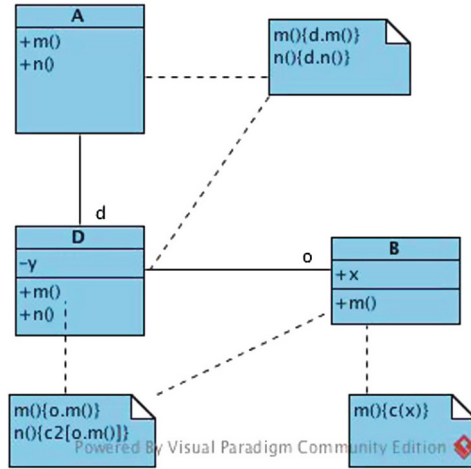 A
+m()
+n()
m(){d.m()}
n(){d.n()}
d
D
-y
+m()
+n()
o
B
+x
+m()
m(){o.m()}
n(){c2[o.m()]}
m(){c(x)}
Powered By Visual Paradigm Community Edition